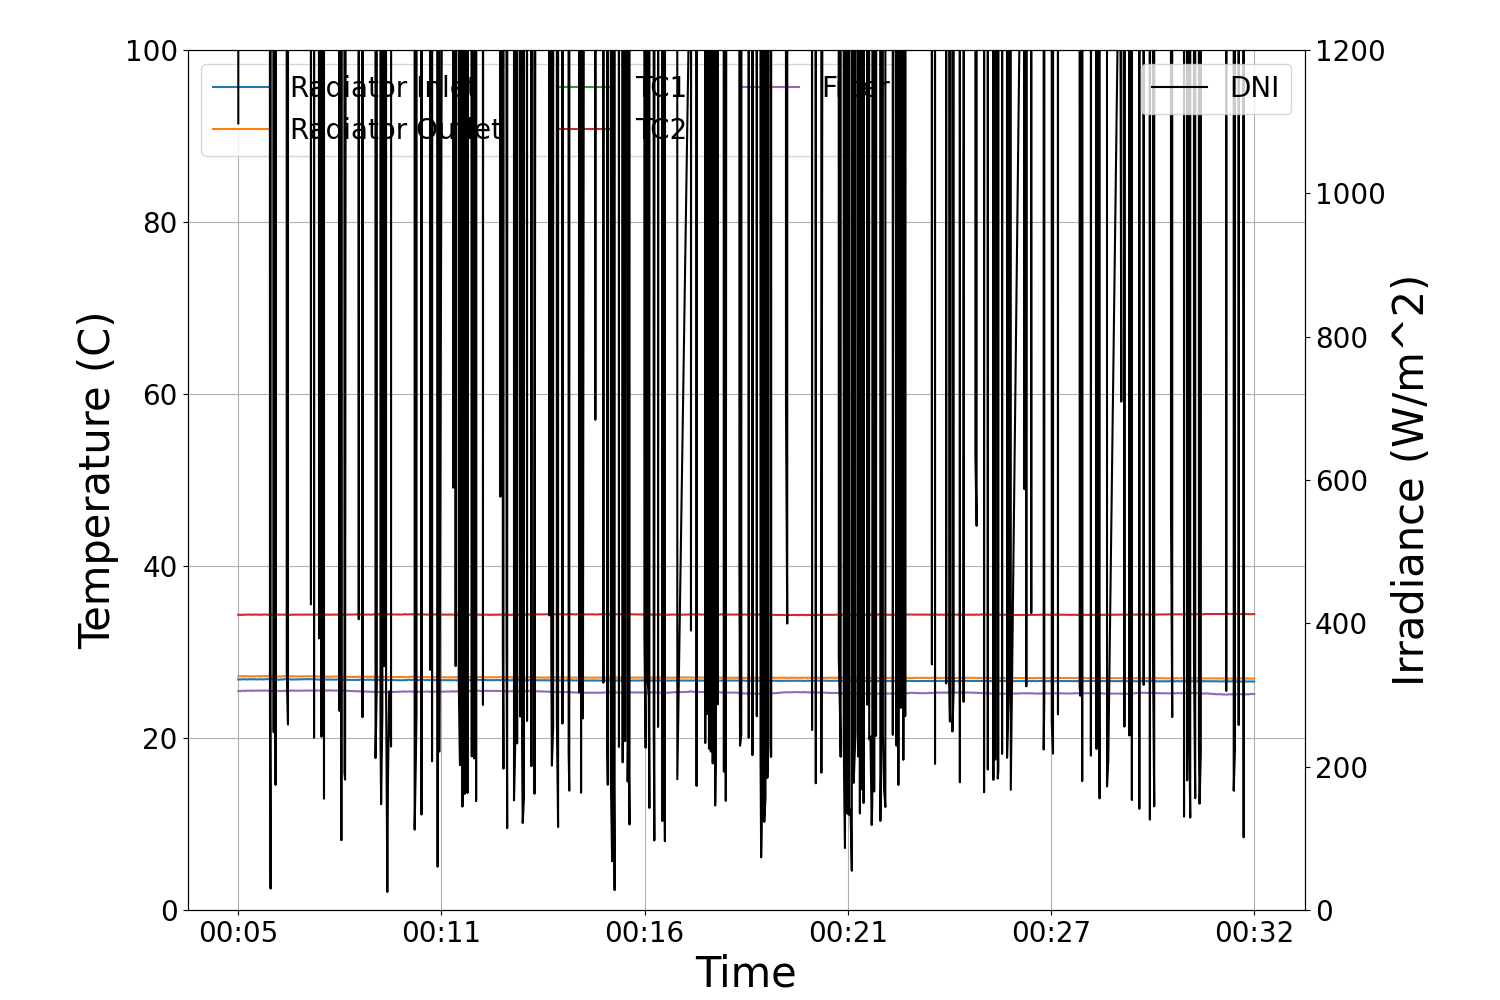 100
80
60
40
20
0
1200
1000
800
600
400
200
0
Radiator Inlet
Radiator Outlet
TC1
TC2
DNI
Temperature (C)
Irradiance (W/m^2)
00:05 00:11 00:16 00:21 00:27 00:32
Time